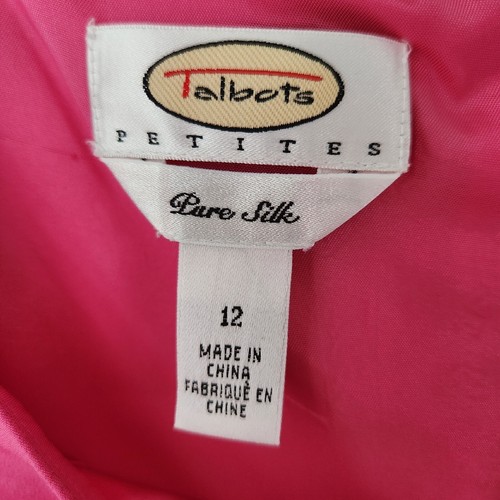 Talbots
PETITES
Pure Silk
12
MADE IN
CHINA
FABRIQUÉ EN
CHINE